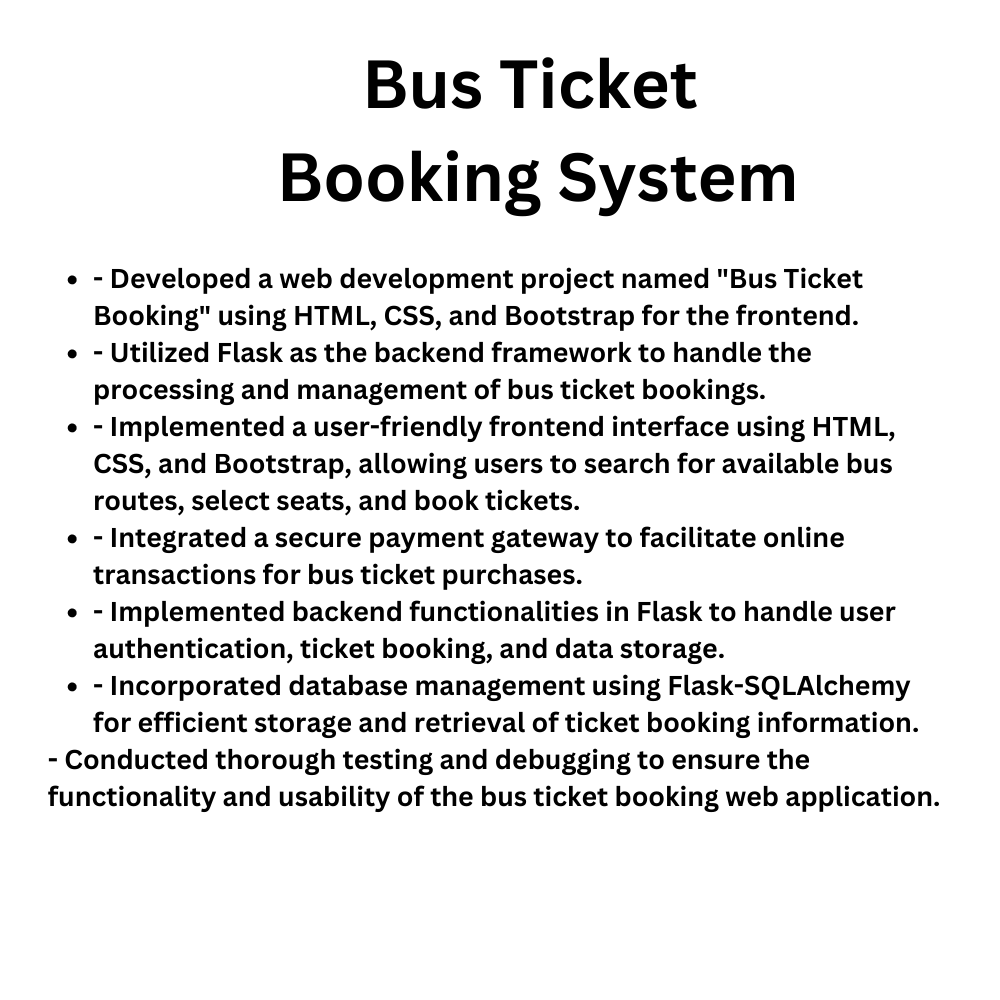 Bus Ticket
Booking System
• - Developed a web development project named "Bus Ticket
Booking" using HTML, CSS, and Bootstrap for the frontend.
• - Utilized Flask as the backend framework to handle the
processing and management of bus ticket bookings.
• - Implemented a user-friendly frontend interface using HTML,
CSS, and Bootstrap, allowing users to search for available bus
routes, select seats, and book tickets.
• - Integrated a secure payment gateway to facilitate online
transactions for bus ticket purchases.
• - Implemented backend functionalities in Flask to handle user
authentication, ticket booking, and data storage.
• - Incorporated database management using Flask-SQLAlchemy
for efficient storage and retrieval of ticket booking information.
- Conducted thorough testing and debugging to ensure the
functionality and usability of the bus ticket booking web application.